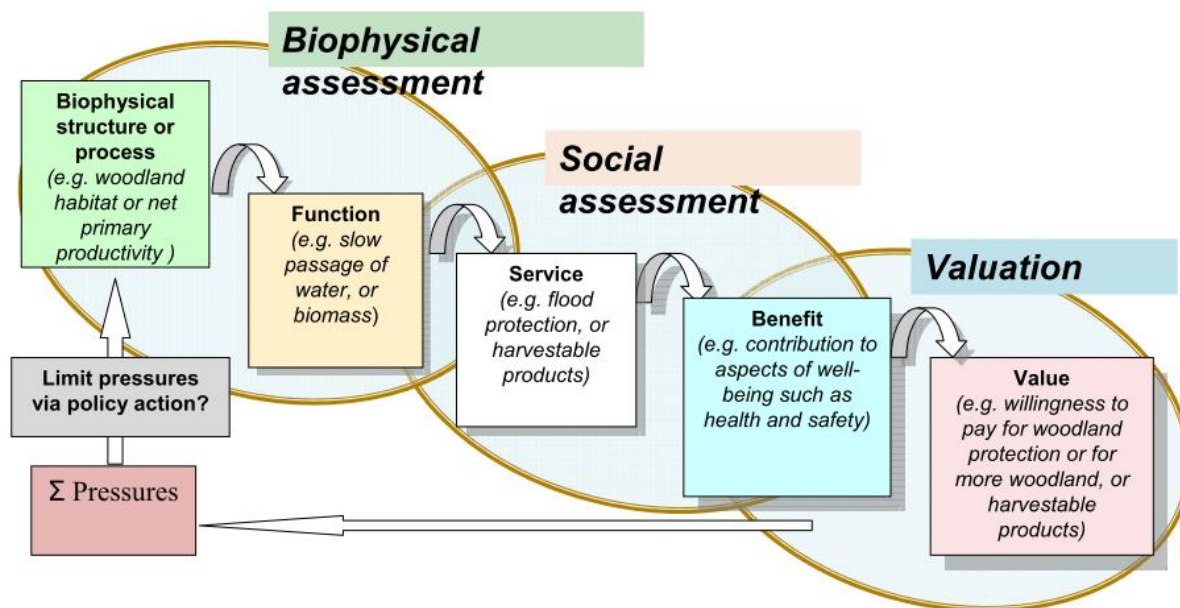 Biophysical
assessment
Biophysical
structure or
process
(e.g. woodland
habitat or net
primary
productivity )
Function
(e.g. slow
passage of
water, or
biomass)
Social
assessment
Service
(e.g. flood
protection, or
harvestable
products)
Valuation
Benefit
(e.g. contribution to
aspects of well-
being such as
health and safety)
Value
(e.g. willingness to
pay for woodland
protection or for
more woodland, or
harvestable
products)
Limit pressures
via policy action?
Σ Pressures